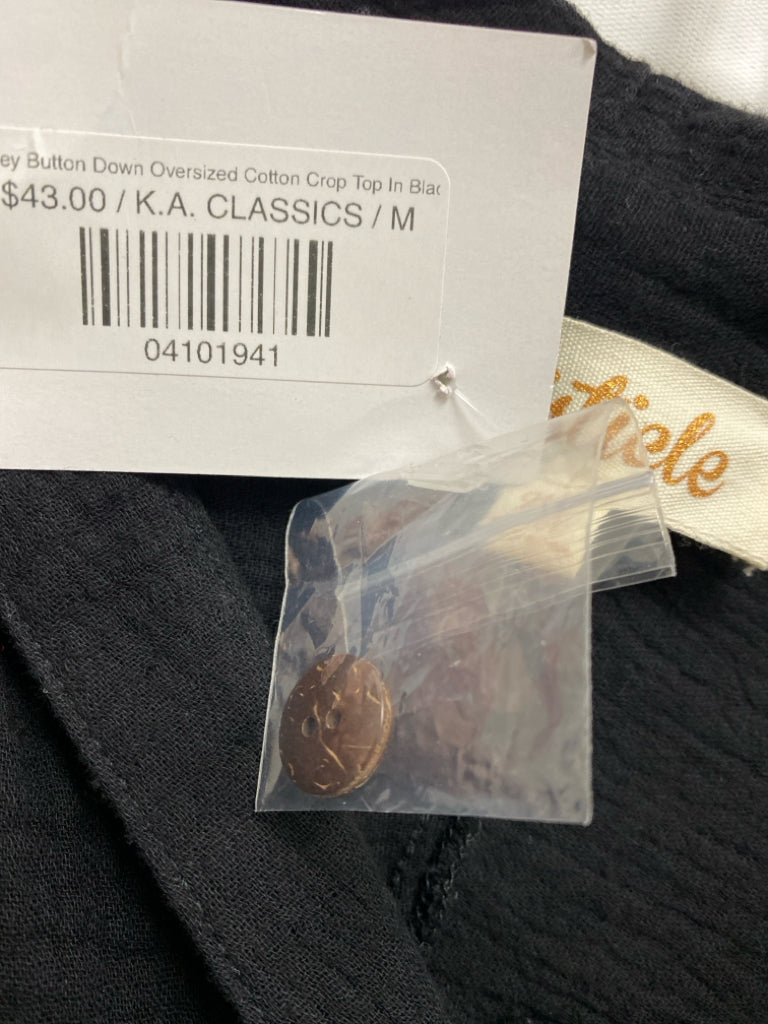 ey Button Down Oversized Cotton Crop Top In Blac
$43.00 / K.A. CLASSICS / M
04101941